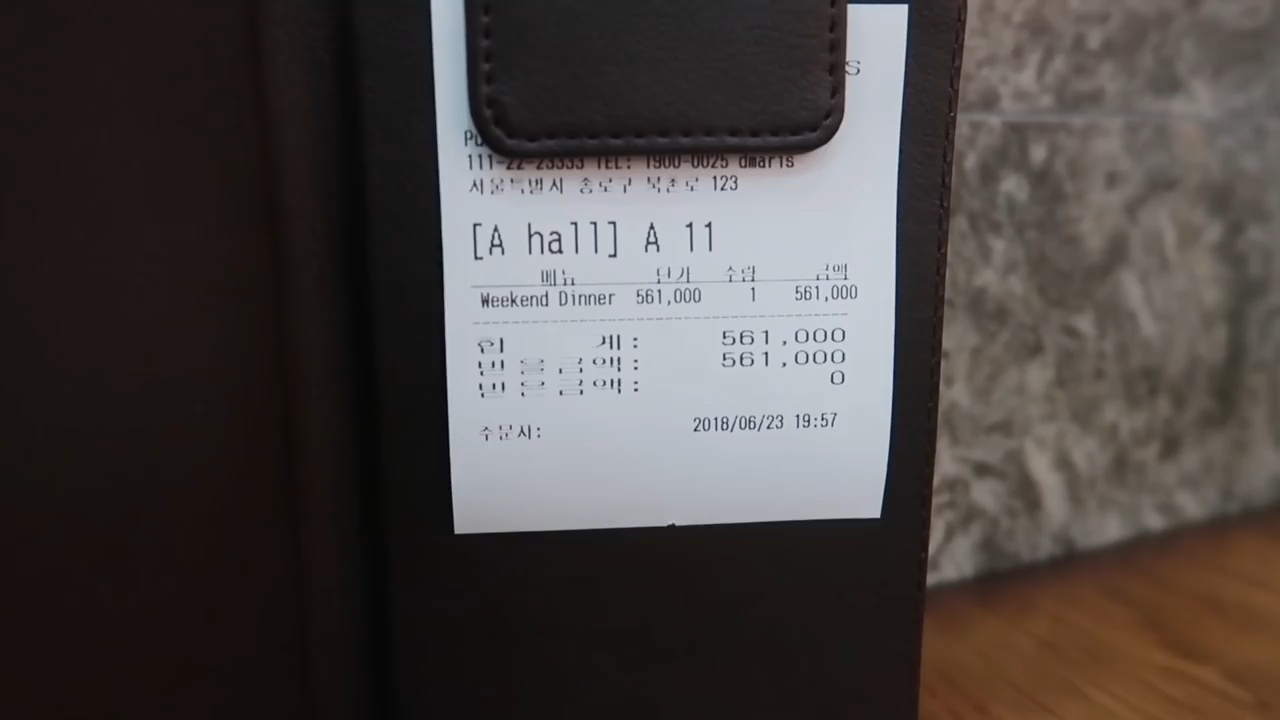 S
111-22-23333 TEL: 1900-0025 dmaris
서울특별시 종로구 북촌로 123
[A hall] A 11
메뉴 단가 수량 금액
Weekend Dinner 561,000 1 561,000
합 계: 561,000
받 을 금액: 561,000
받 은 금액: 0
주문시: 2018/06/23 19:57